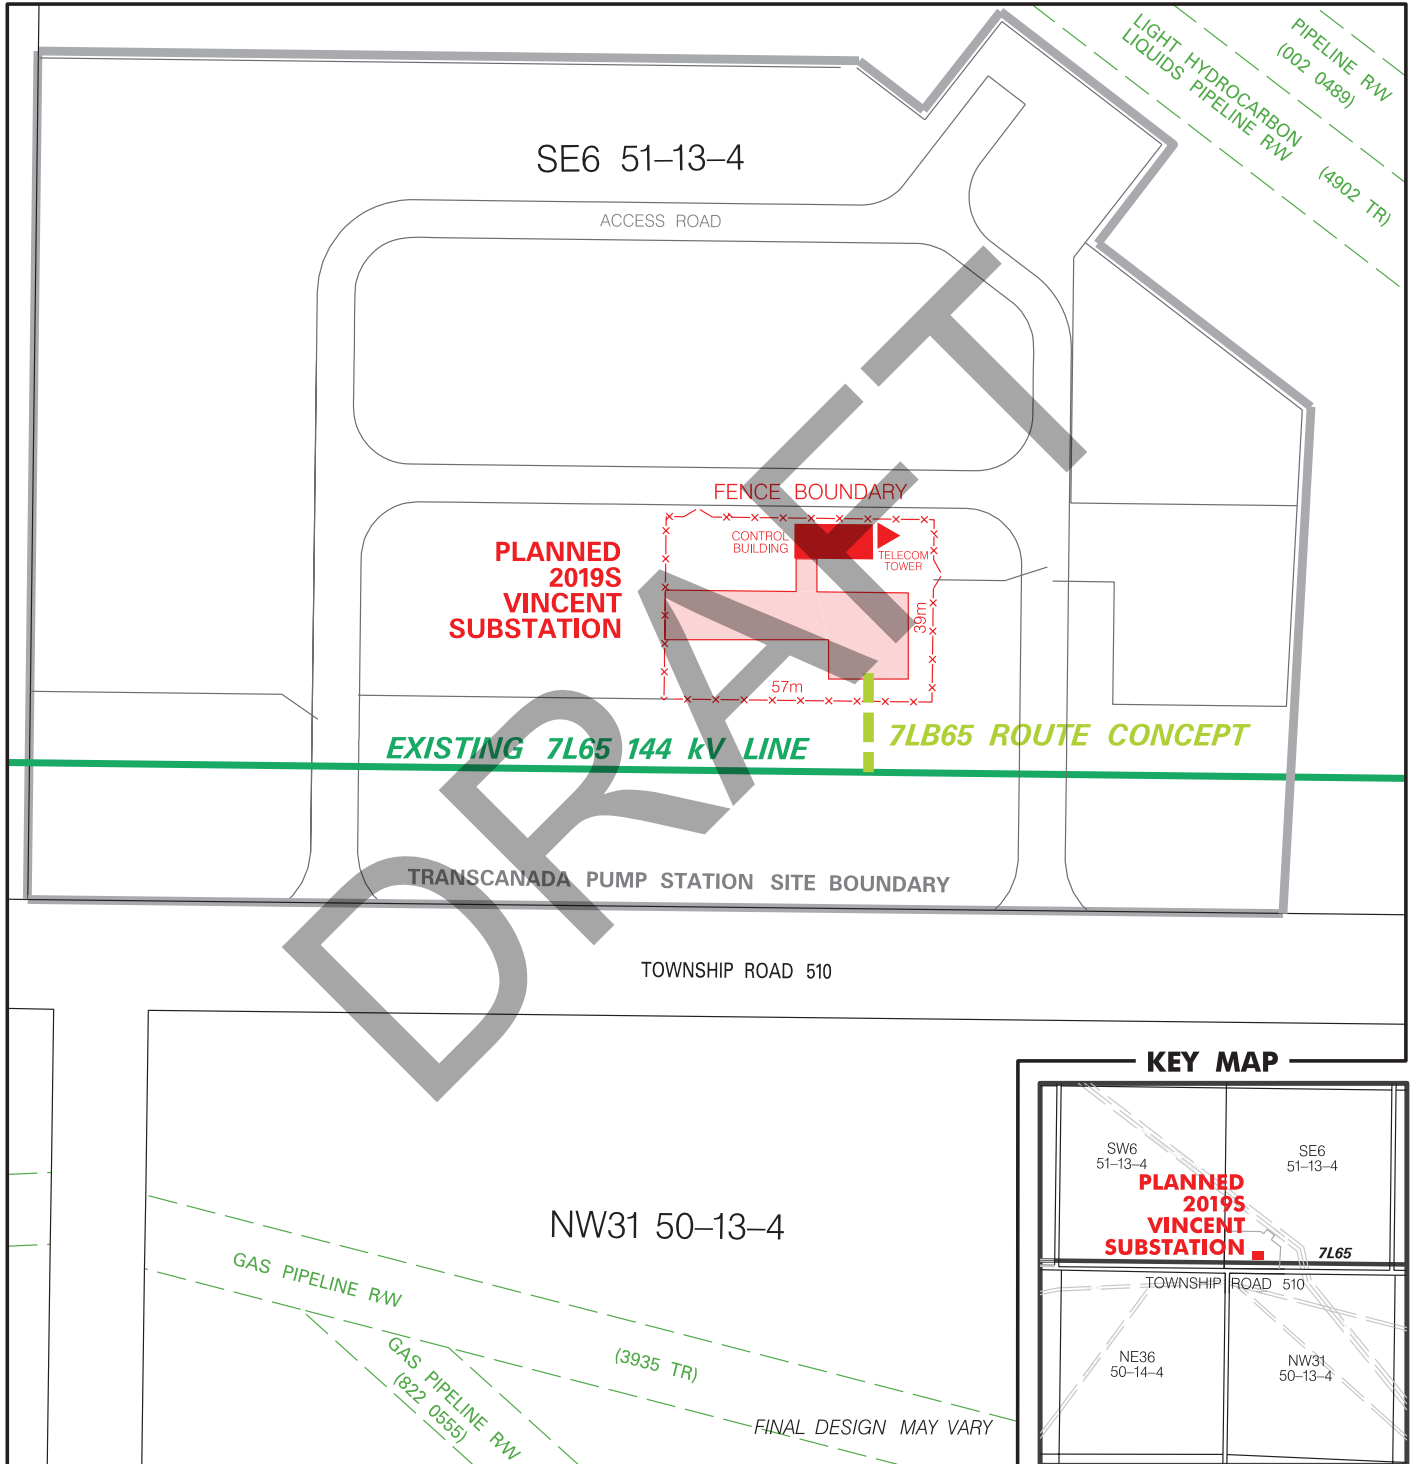 PIPELINE R/W
(002 0489)
LIGHT HYDROCARBON
LIQUIDS PIPELINE R/W
(4902 TR)
SE6 51–13–4
ACCESS ROAD
FENCE BOUNDARY
CONTROL
BUILDING
TELECOM
TOWER
PLANNED
2019S
VINCENT
SUBSTATION
39m
57m
EXISTING 7L65 144 kV LINE
7LB65 ROUTE CONCEPT
TRANSCANADA PUMP STATION SITE BOUNDARY
DRAFT
TOWNSHIP ROAD 510
NW31 50–13–4
GAS PIPELINE R/W
(3935 TR)
GAS PIPELINE R/W
(822 0555)
FINAL DESIGN MAY VARY
KEY MAP
SW6
51–13–4
SE6
51–13–4
PLANNED
2019S
VINCENT
SUBSTATION
7L65
TOWNSHIP ROAD 510
NE36
50–14–4
NW31
50–13–4